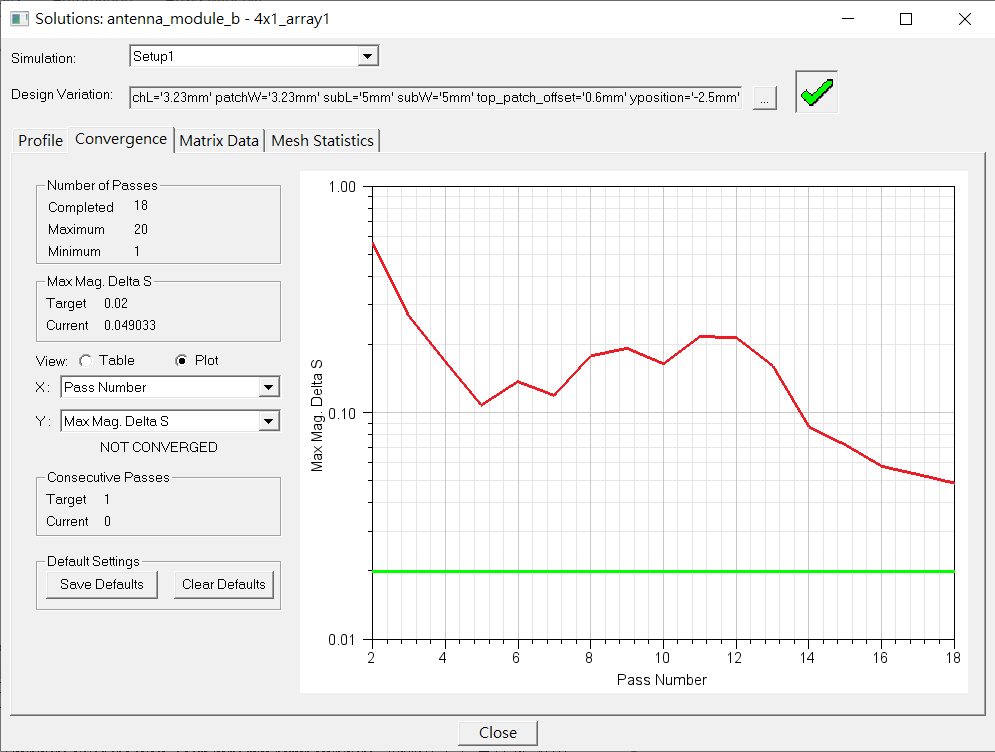 Solutions: antenna_module_b - 4x1_array1
Simulation: Setup1
Design Variation: chL='3.23mm' patchW='3.23mm' subL='5mm' subW='5mm' top_patch_offset='0.6mm' yposition='-2.5mm' ...
Profile Convergence Matrix Data Mesh Statistics
Number of Passes
Completed 18
Maximum 20
Minimum 1
Max Mag. Delta S
Target 0.02
Current 0.049033
View: Table Plot
X: Pass Number
Y: Max Mag. Delta S
NOT CONVERGED
Consecutive Passes
Target 1
Current 0
Default Settings
Save Defaults Clear Defaults
1.00
0.10
0.01
Max Mag. Delta S
2 4 6 8 10 12 14 16 18
Pass Number
Close